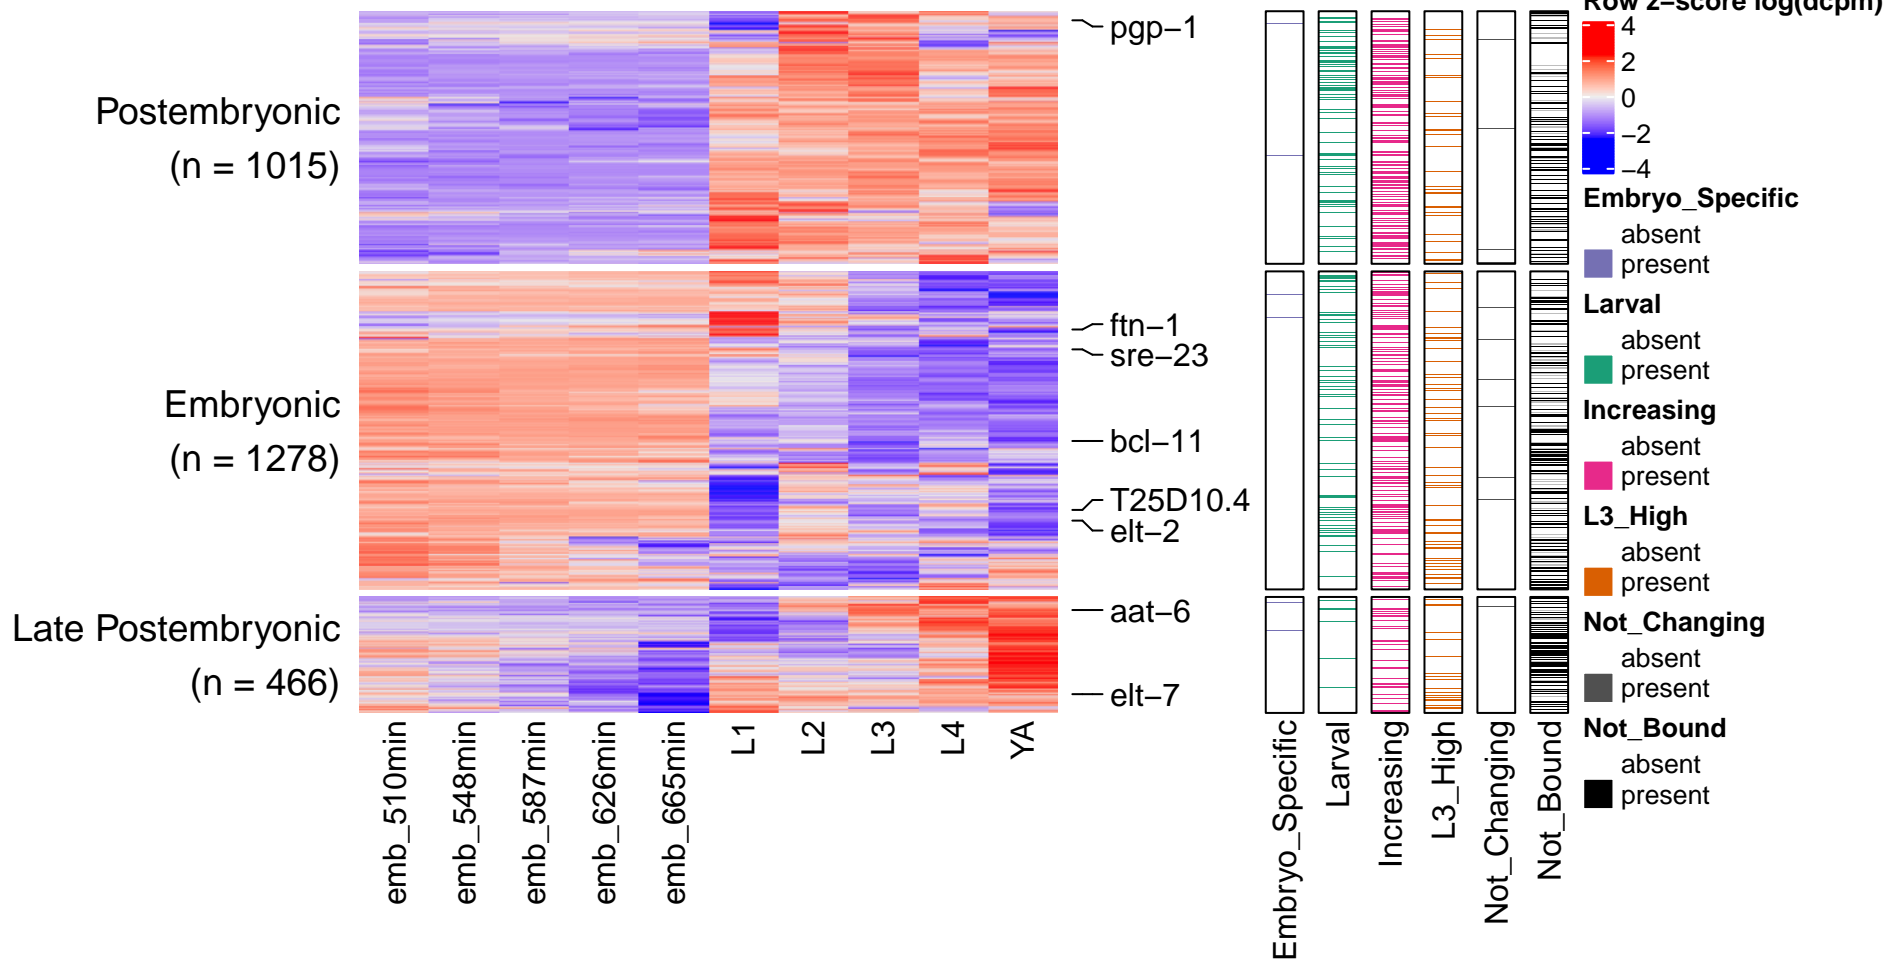 Postembryonic
(n = 1015)
Embryonic
(n = 1278)
Late Postembryonic
(n = 466)
pgp−1
ftn−1
sre−23
bcl−11
T25D10.4
elt−2
aat−6
elt−7
emb_510min
emb_548min
emb_587min
emb_626min
emb_665min
L1
L2
L3
L4
YA
Embryo_Specific
Larval
Increasing
L3_High
Not_Changing
Not_Bound
Row z−score log(dcpm)
4
2
0
−2
−4
Embryo_Specific
absent
present
Larval
absent
present
Increasing
absent
present
L3_High
absent
present
Not_Changing
absent
present
Not_Bound
absent
present